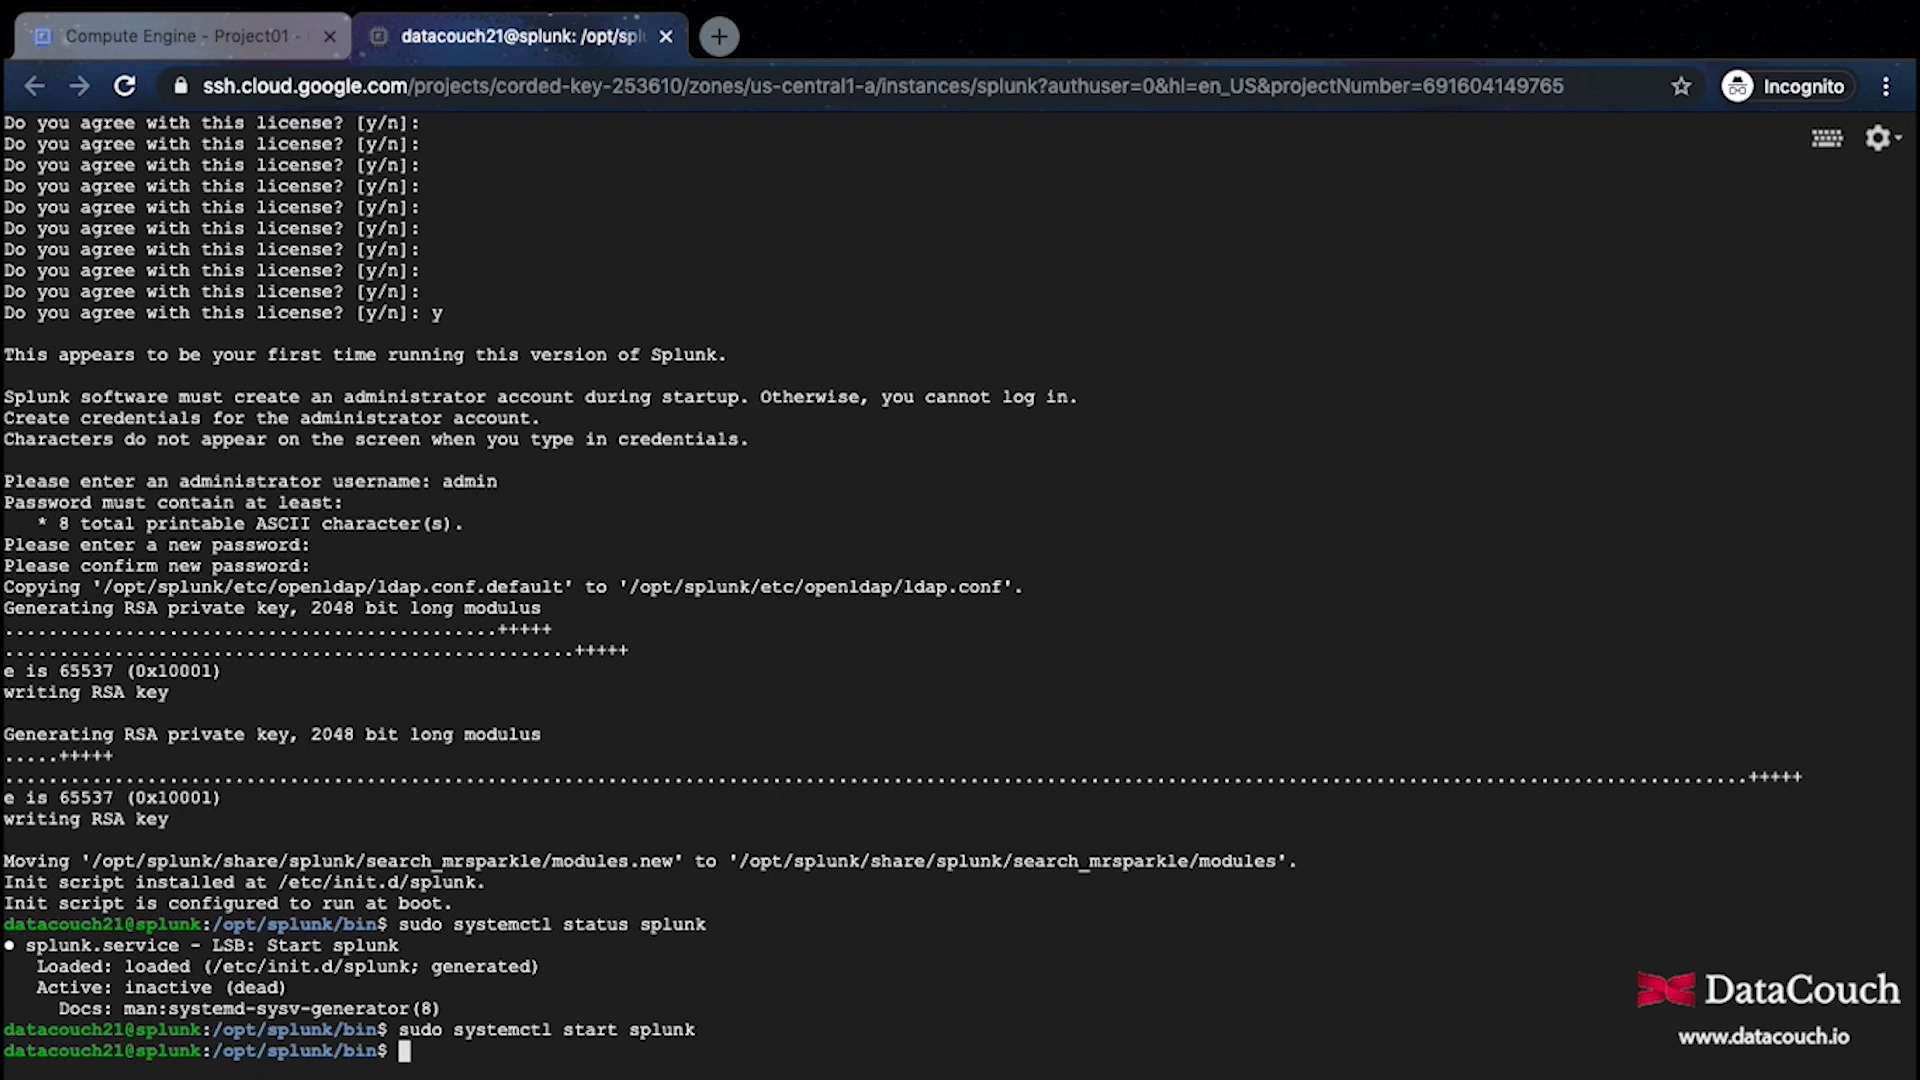 Compute Engine - Project01 -
datacouch21@splunk: /opt/spl
ssh.cloud.google.com/projects/corded-key-253610/zones/us-central1-a/instances/splunk?authuser=0&hl=en_US&projectNumber=691604149765
Incognito
Do you agree with this license? [y/n]:
Do you agree with this license? [y/n]:
Do you agree with this license? [y/n]:
Do you agree with this license? [y/n]:
Do you agree with this license? [y/n]:
Do you agree with this license? [y/n]:
Do you agree with this license? [y/n]:
Do you agree with this license? [y/n]:
Do you agree with this license? [y/n]:
Do you agree with this license? [y/n]: y
This appears to be your first time running this version of Splunk.
Splunk software must create an administrator account during startup. Otherwise, you cannot log in.
Create credentials for the administrator account.
Characters do not appear on the screen when you type in credentials.
Please enter an administrator username: admin
Password must contain at least:
* 8 total printable ASCII character(s).
Please enter a new password:
Please confirm new password:
Copying '/opt/splunk/etc/openldap/ldap.conf.default' to '/opt/splunk/etc/openldap/ldap.conf'.
Generating RSA private key, 2048 bit long modulus
.............................................+++++
....................................................+++++
e is 65537 (0x10001)
writing RSA key
Generating RSA private key, 2048 bit long modulus
.....+++++
...............................................................................................................................................................+++++
e is 65537 (0x10001)
writing RSA key
Moving '/opt/splunk/share/splunk/search_mrsparkle/modules.new' to '/opt/splunk/share/splunk/search_mrsparkle/modules'.
Init script installed at /etc/init.d/splunk.
Init script is configured to run at boot.
datacouch21@splunk:/opt/splunk/bin$ sudo systemctl status splunk
● splunk.service - LSB: Start splunk
Loaded: loaded (/etc/init.d/splunk; generated)
Active: inactive (dead)
Docs: man:systemd-sysv-generator(8)
datacouch21@splunk:/opt/splunk/bin$ sudo systemctl start splunk
datacouch21@splunk:/opt/splunk/bin$
DataCouch
www.datacouch.io